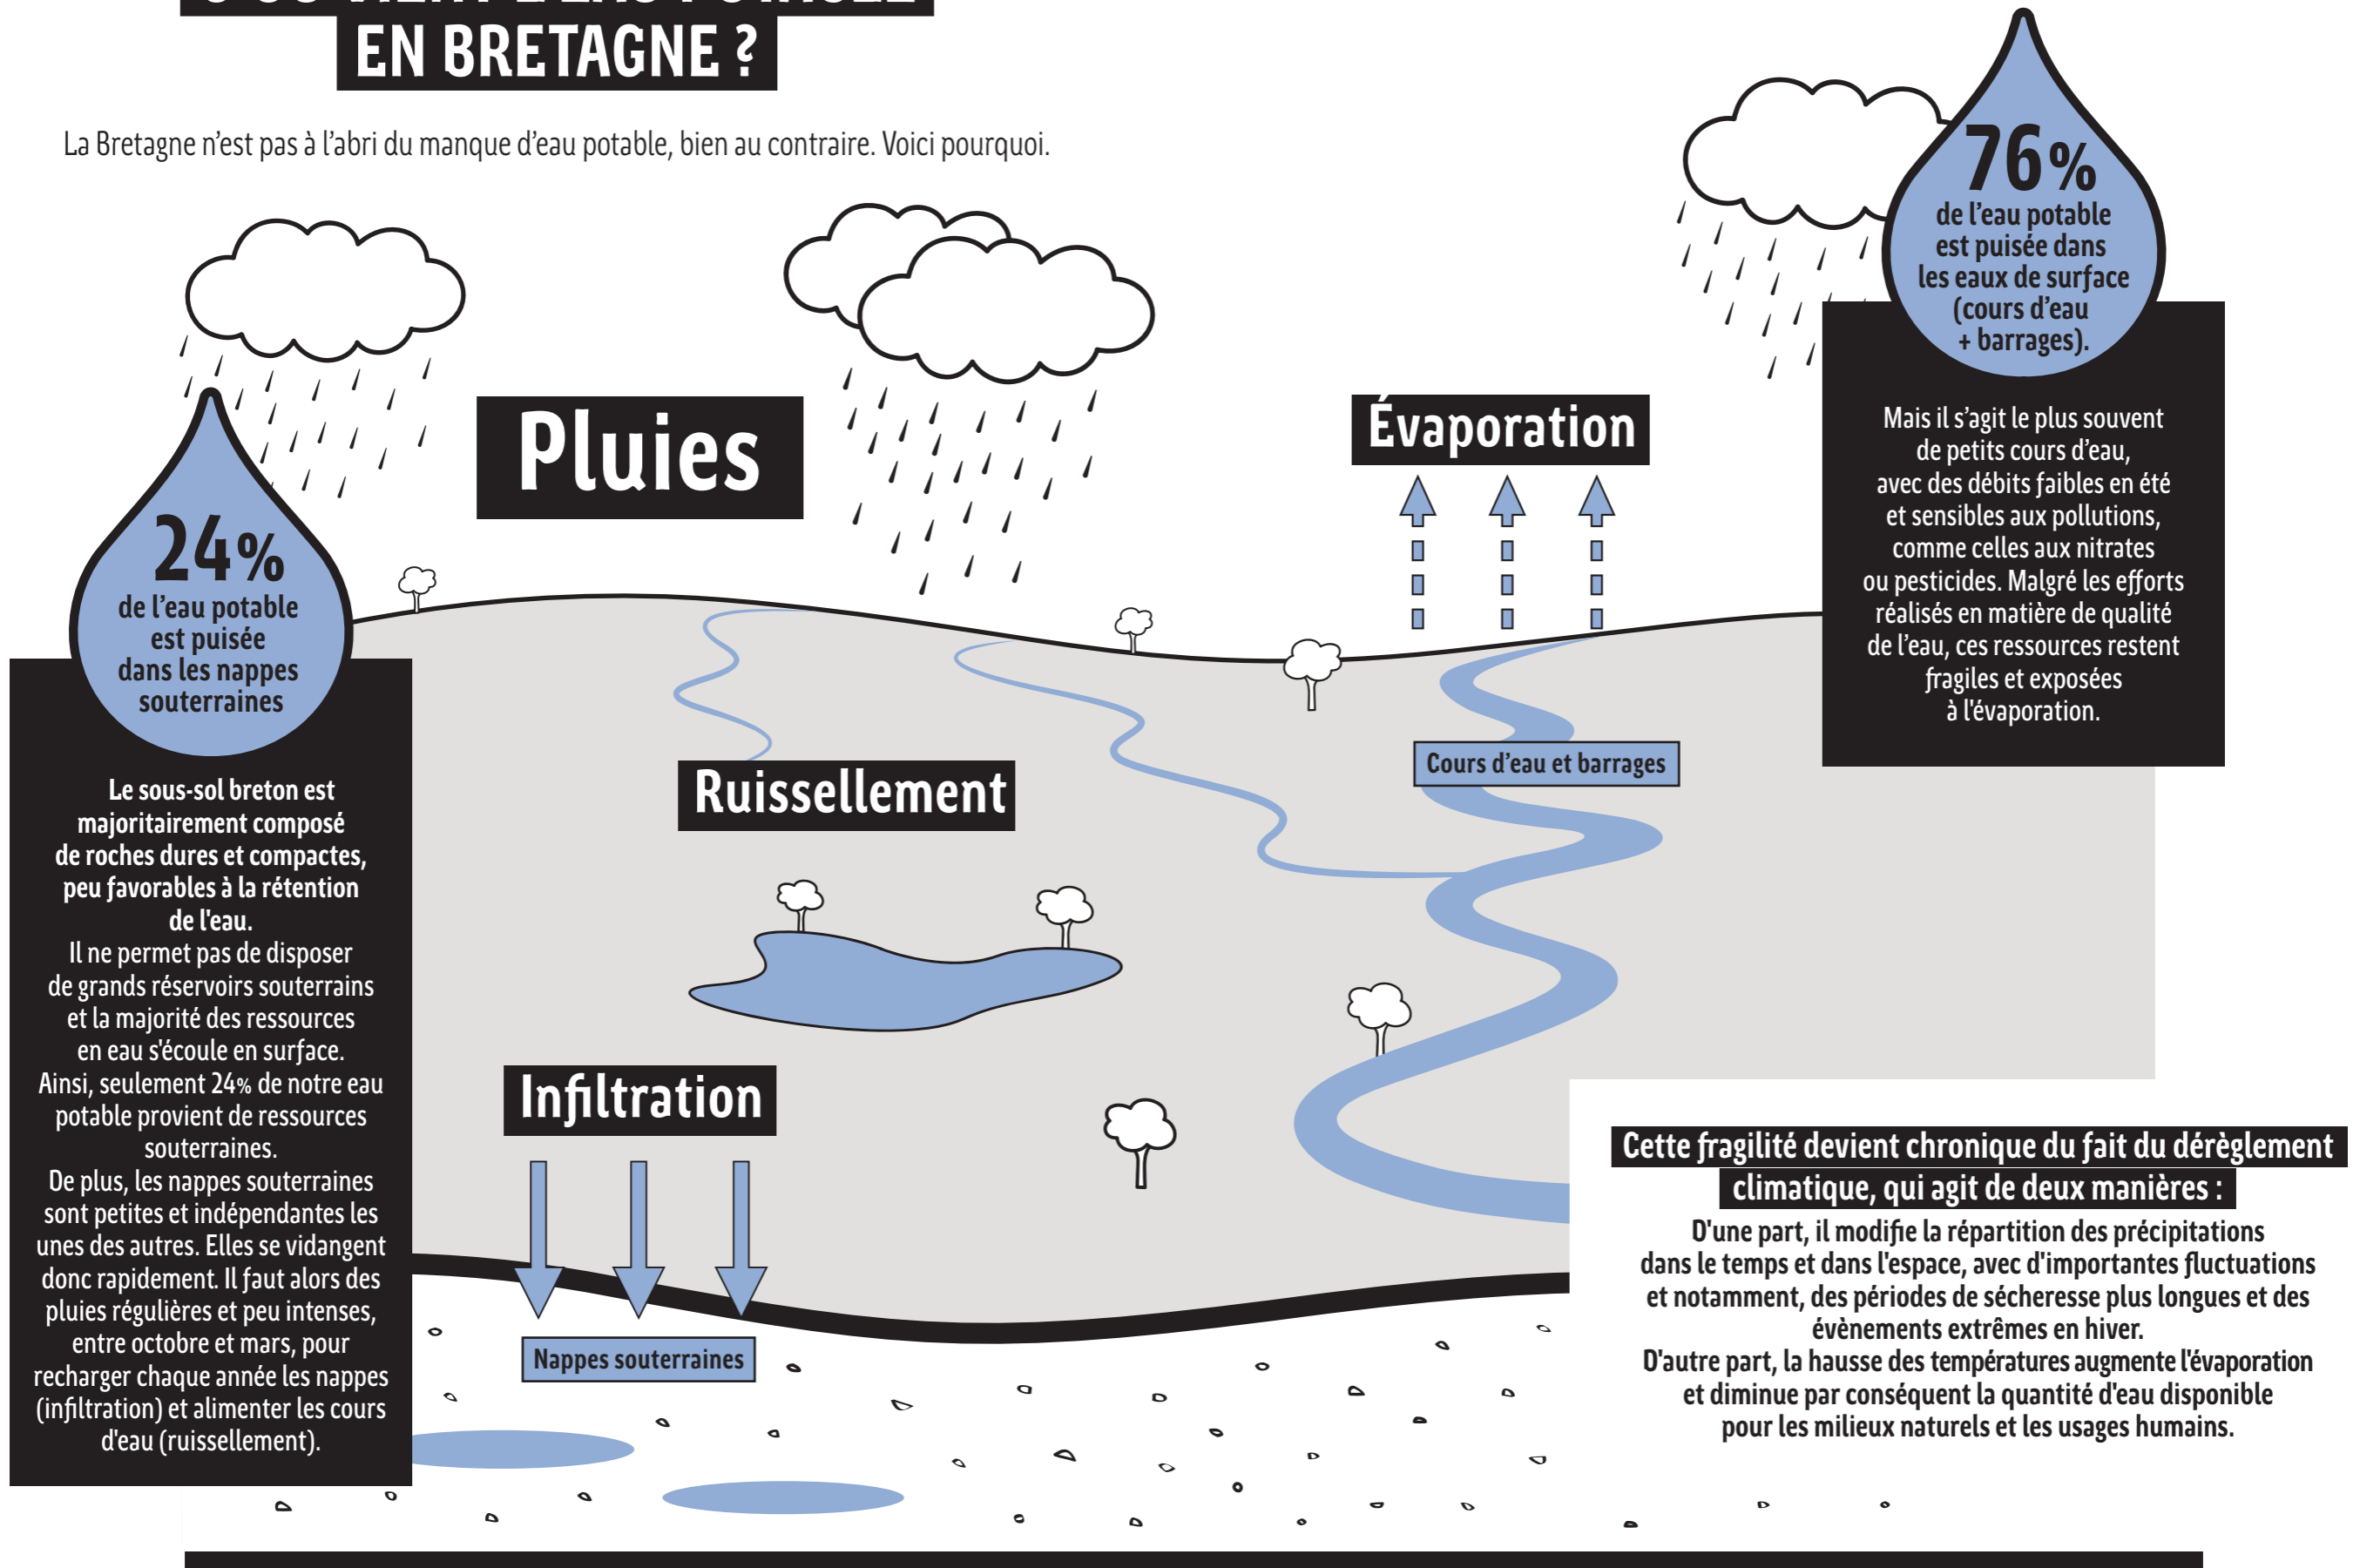 EN BRETAGNE ?
La Bretagne n’est pas à l’abri du manque d’eau potable, bien au contraire. Voici pourquoi.
76%
de l’eau potable
est puisée dans
les eaux de surface
(cours d’eau
+ barrages).
Mais il s’agit le plus souvent
de petits cours d’eau,
avec des débits faibles en été
et sensibles aux pollutions,
comme celles aux nitrates
ou pesticides. Malgré les efforts
réalisés en matière de qualité
de l’eau, ces ressources restent
fragiles et exposées
à l'évaporation.
Pluies
Évaporation
24%
de l’eau potable
est puisée
dans les nappes
souterraines
Le sous-sol breton est
majoritairement composé
de roches dures et compactes,
peu favorables à la rétention
de l'eau.
Il ne permet pas de disposer
de grands réservoirs souterrains
et la majorité des ressources
en eau s'écoule en surface.
Ainsi, seulement 24% de notre eau
potable provient de ressources
souterraines.
De plus, les nappes souterraines
sont petites et indépendantes les
unes des autres. Elles se vidangent
donc rapidement. Il faut alors des
pluies régulières et peu intenses,
entre octobre et mars, pour
recharger chaque année les nappes
(infiltration) et alimenter les cours
d'eau (ruissellement).
Cours d’eau et barrages
Ruissellement
Infiltration
Nappes souterraines
Cette fragilité devient chronique du fait du dérèglement
climatique, qui agit de deux manières :
D'une part, il modifie la répartition des précipitations
dans le temps et dans l'espace, avec d'importantes fluctuations
et notamment, des périodes de sécheresse plus longues et des
évènements extrêmes en hiver.
D'autre part, la hausse des températures augmente l'évaporation
et diminue par conséquent la quantité d'eau disponible
pour les milieux naturels et les usages humains.